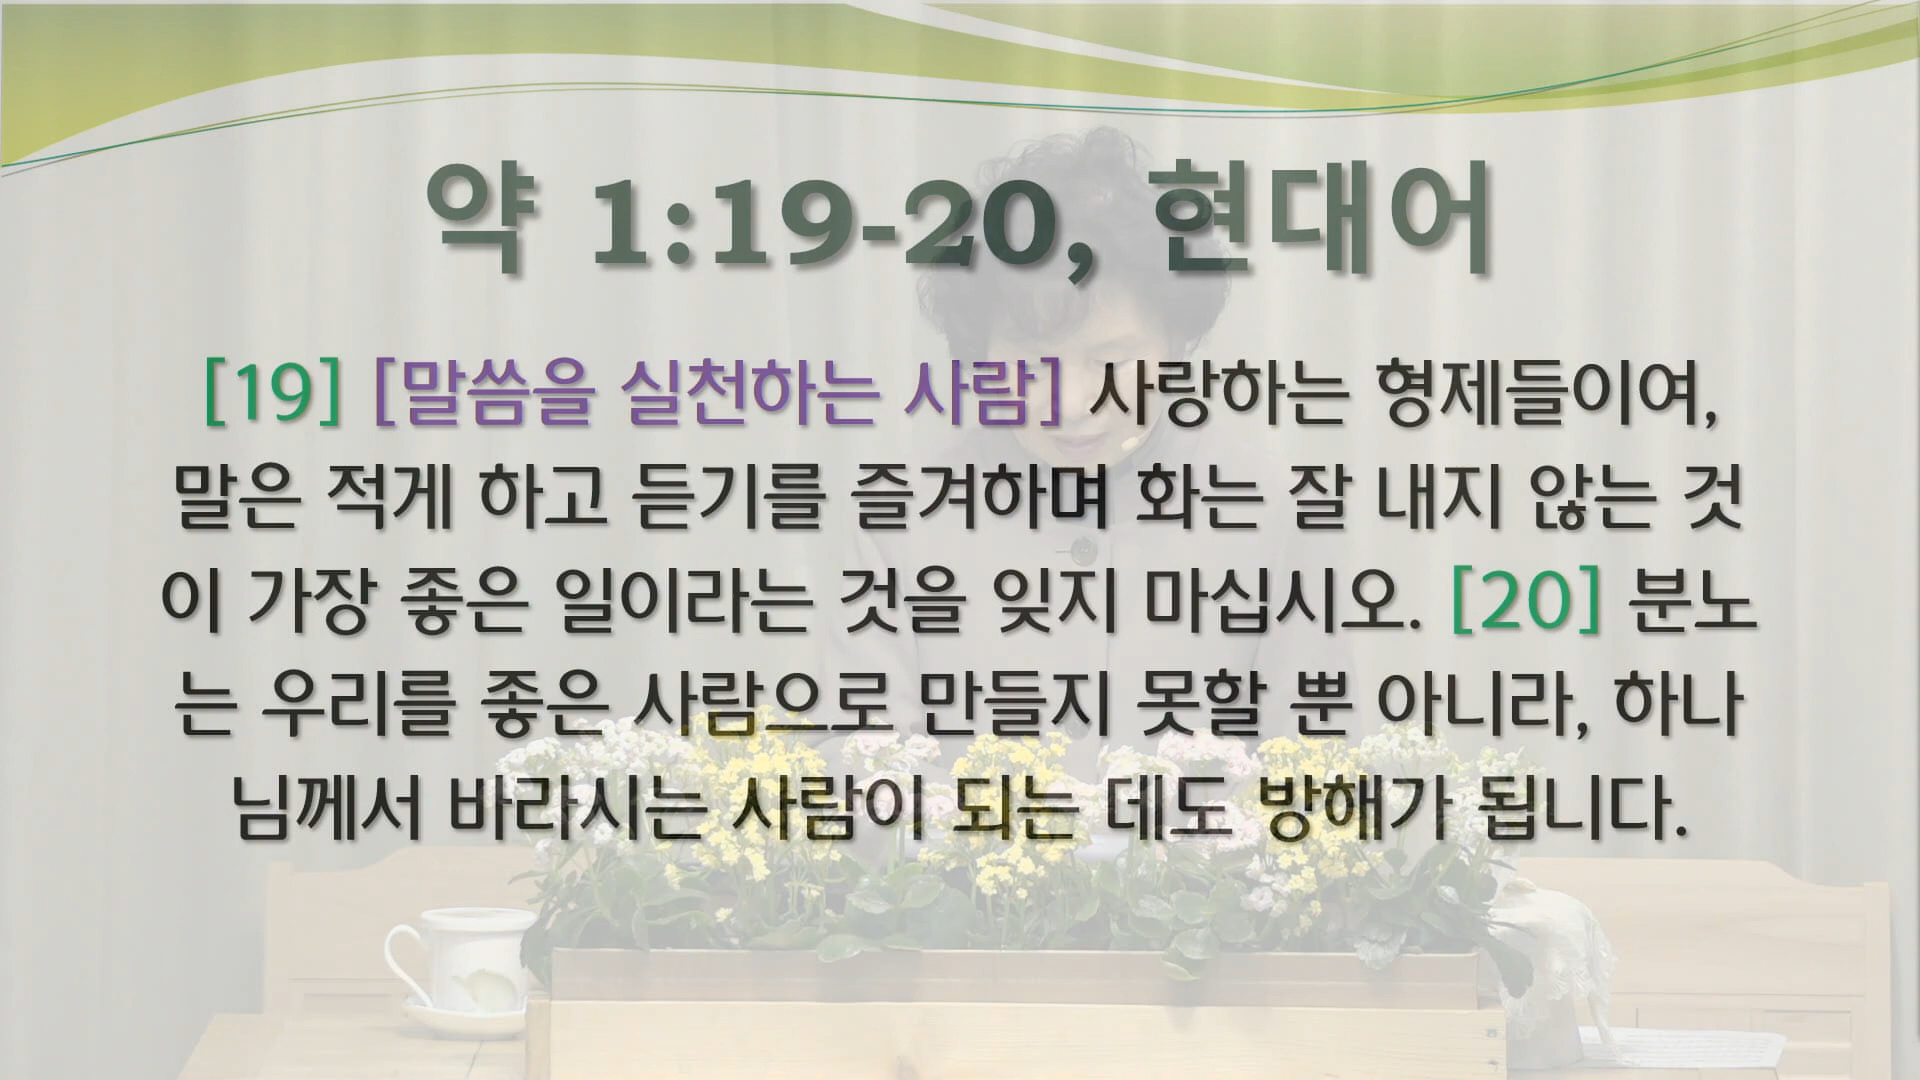 약 1:19-20, 현대어
[19] [말씀을 실천하는 사람] 사랑하는 형제들이여,
말은 적게 하고 듣기를 즐겨하며 화는 잘 내지 않는 것
이 가장 좋은 일이라는 것을 잊지 마십시오. [20] 분노
는 우리를 좋은 사람으로 만들지 못할 뿐 아니라, 하나
님께서 바라시는 사람이 되는 데도 방해가 됩니다.